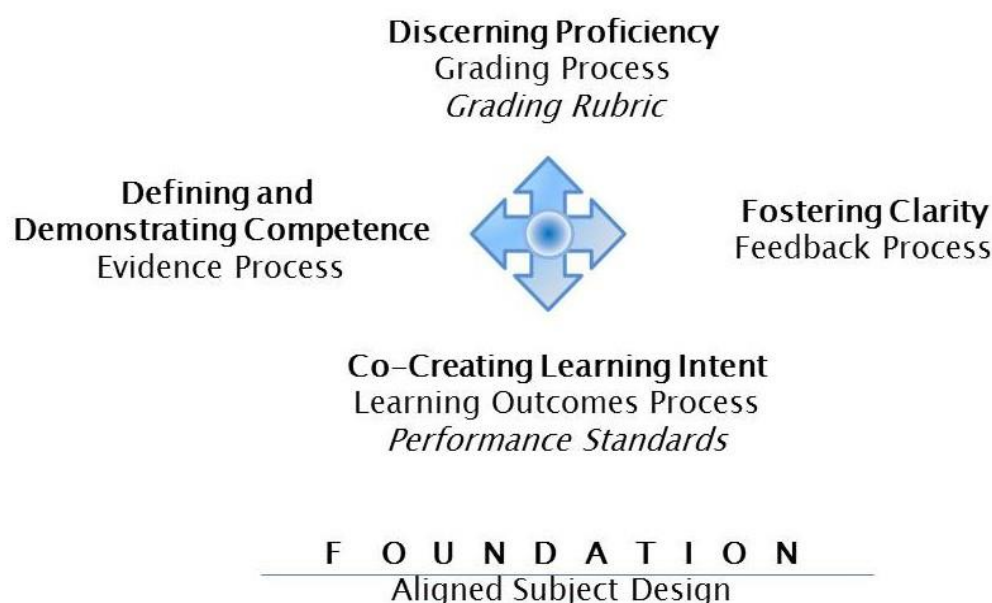 Discerning Proficiency
Grading Process
Grading Rubric
Defining and
Demonstrating Competence
Evidence Process
Fostering Clarity
Feedback Process
Co-Creating Learning Intent
Learning Outcomes Process
Performance Standards
F O U N D A T I O N
Aligned Subject Design